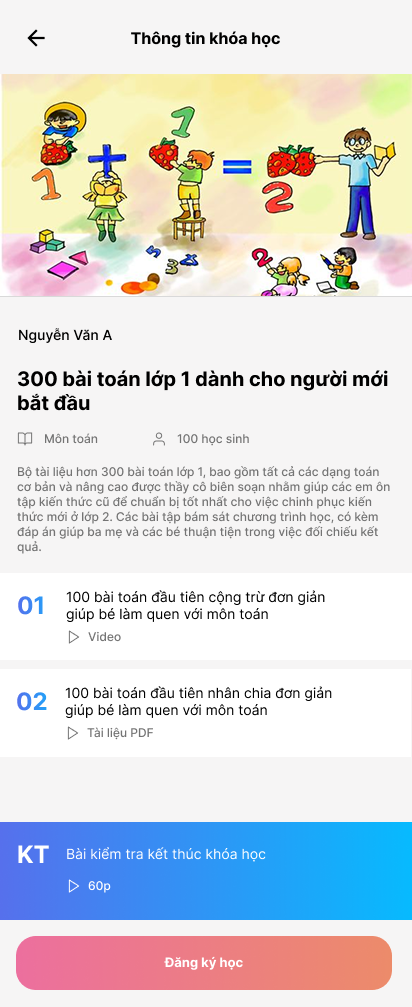 Thông tin khóa học
1
+
1
=
2
5
3
2
2
Nguyễn Văn A
300 bài toán lớp 1 dành cho người mới
bắt đầu
Môn toán
100 học sinh
Bộ tài liệu hơn 300 bài toán lớp 1, bao gồm tất cả các dạng toán
cơ bản và nâng cao được thầy cô biên soạn nhằm giúp các em ôn
tập kiến thức cũ để chuẩn bị tốt nhất cho việc chinh phục kiến
thức mới ở lớp 2. Các bài tập bám sát chương trình học, có kèm
đáp án giúp ba mẹ và các bé thuận tiện trong việc đối chiếu kết
quả.
01
100 bài toán đầu tiên cộng trừ đơn giản
giúp bé làm quen với môn toán
Video
02
100 bài toán đầu tiên nhân chia đơn giản
giúp bé làm quen với môn toán
Tài liệu PDF
KT
Bài kiểm tra kết thúc khóa học
60p
Đăng ký học